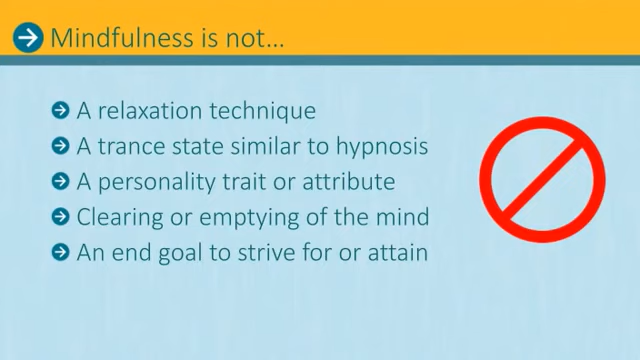 Mindfulness is not...
A relaxation technique
A trance state similar to hypnosis
A personality trait or attribute
Clearing or emptying of the mind
An end goal to strive for or attain